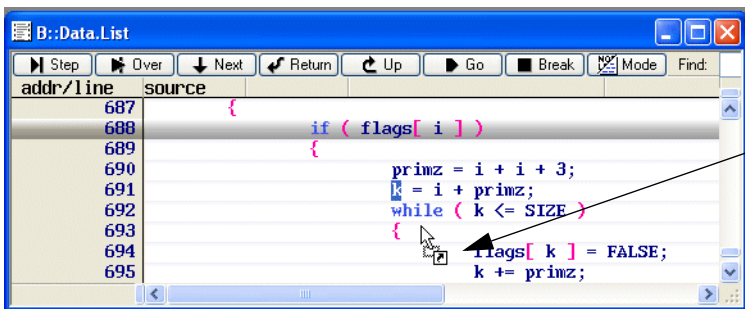 B::Data.List
Step Over Next Return Up Go Break NOP Mode Find:
addr/line source
687 {
688 if ( flags[ i ] )
689 {
690 primz = i + i + 3;
691 k = i + primz;
692 while ( k <= SIZE )
693 {
694 flags[ k ] = FALSE;
695 k += primz;